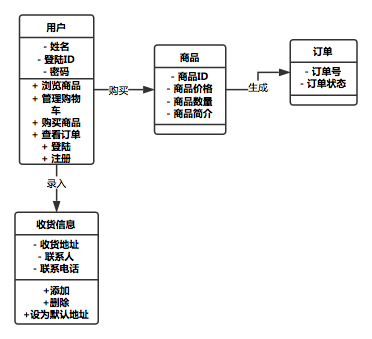 用户
- 姓名
- 登陆ID
- 密码
+ 浏览商品
+ 管理购物
车
+ 购买商品
+ 查看订单
+ 登陆
+ 注册
购买
商品
- 商品ID
- 商品价格
- 商品数量
- 商品简介
生成
订单
- 订单号
- 订单状态
录入
收货信息
- 收货地址
- 联系人
- 联系电话
+添加
+删除
+设为默认地址